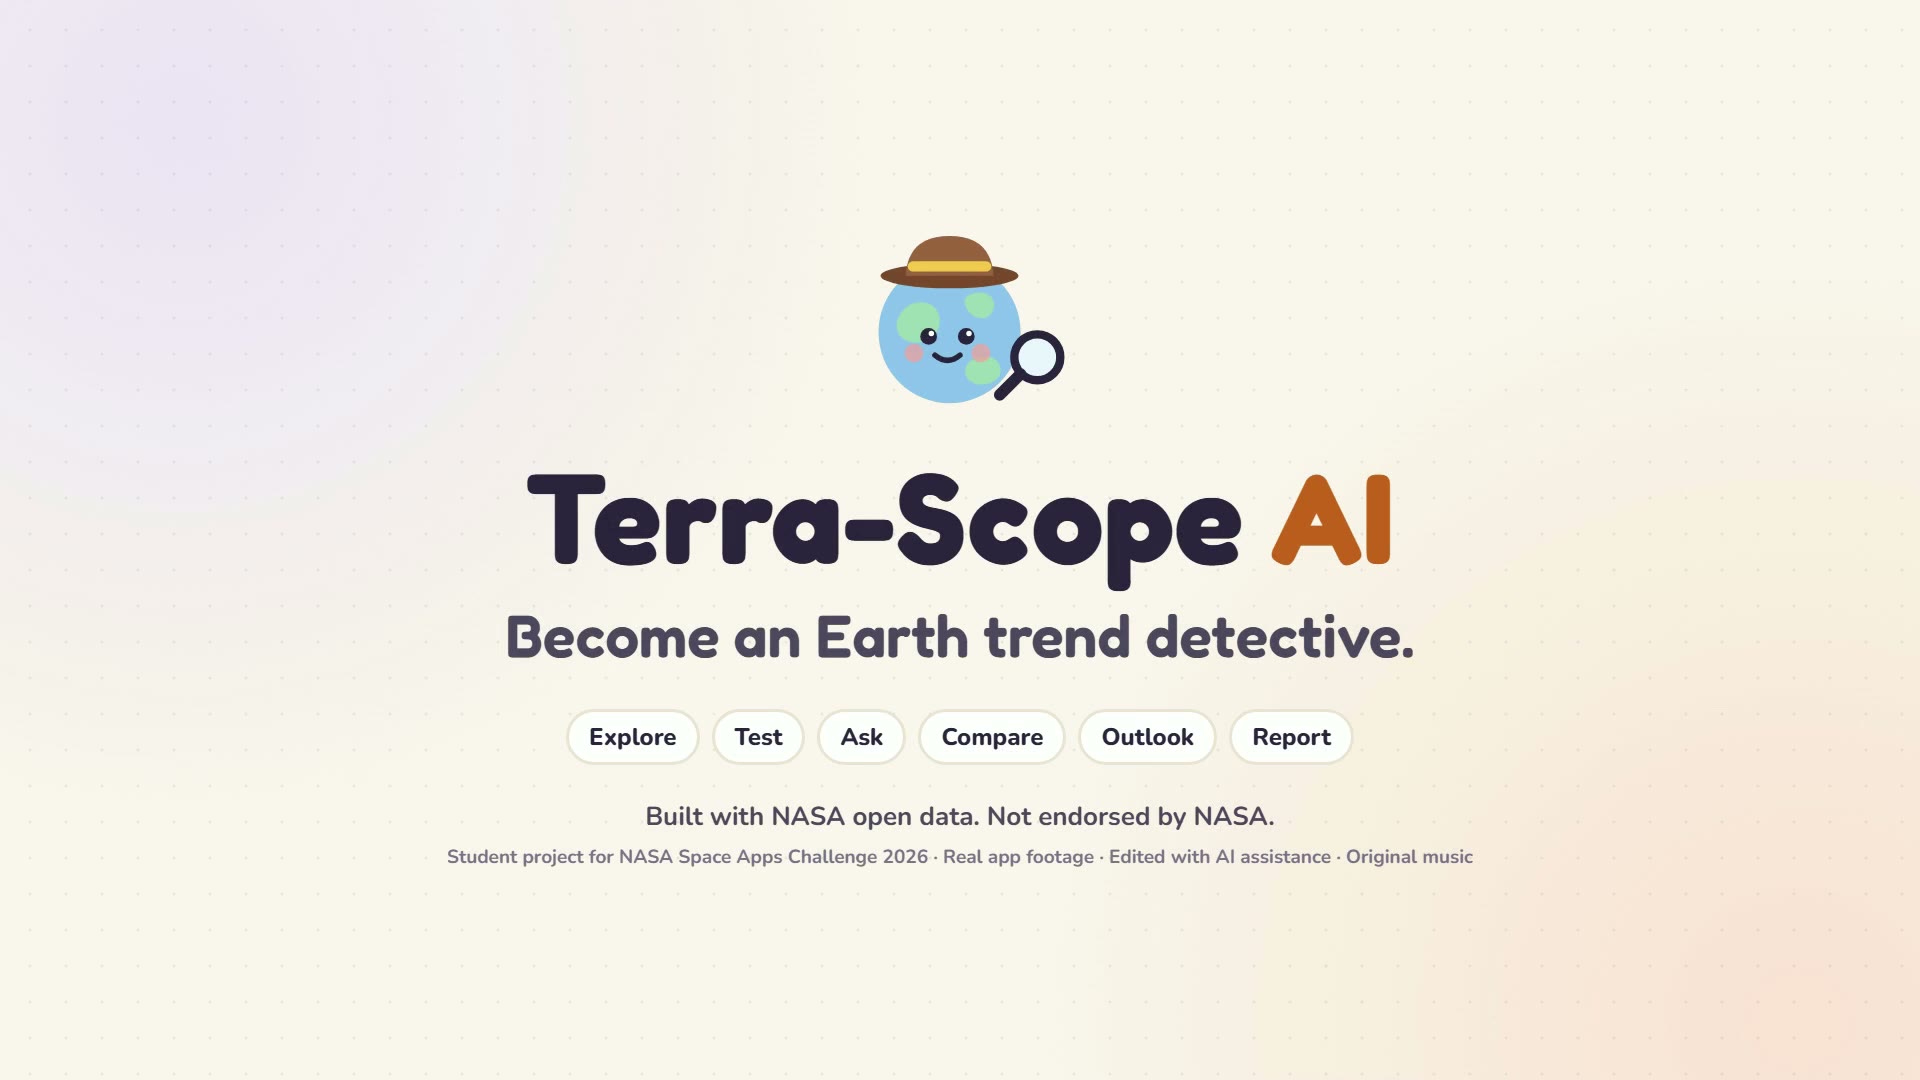 Terra-Scope AI
Become an Earth trend detective.
Explore Test Ask Compare Outlook Report
Built with NASA open data. Not endorsed by NASA.
Student project for NASA Space Apps Challenge 2026 · Real app footage · Edited with AI assistance · Original music